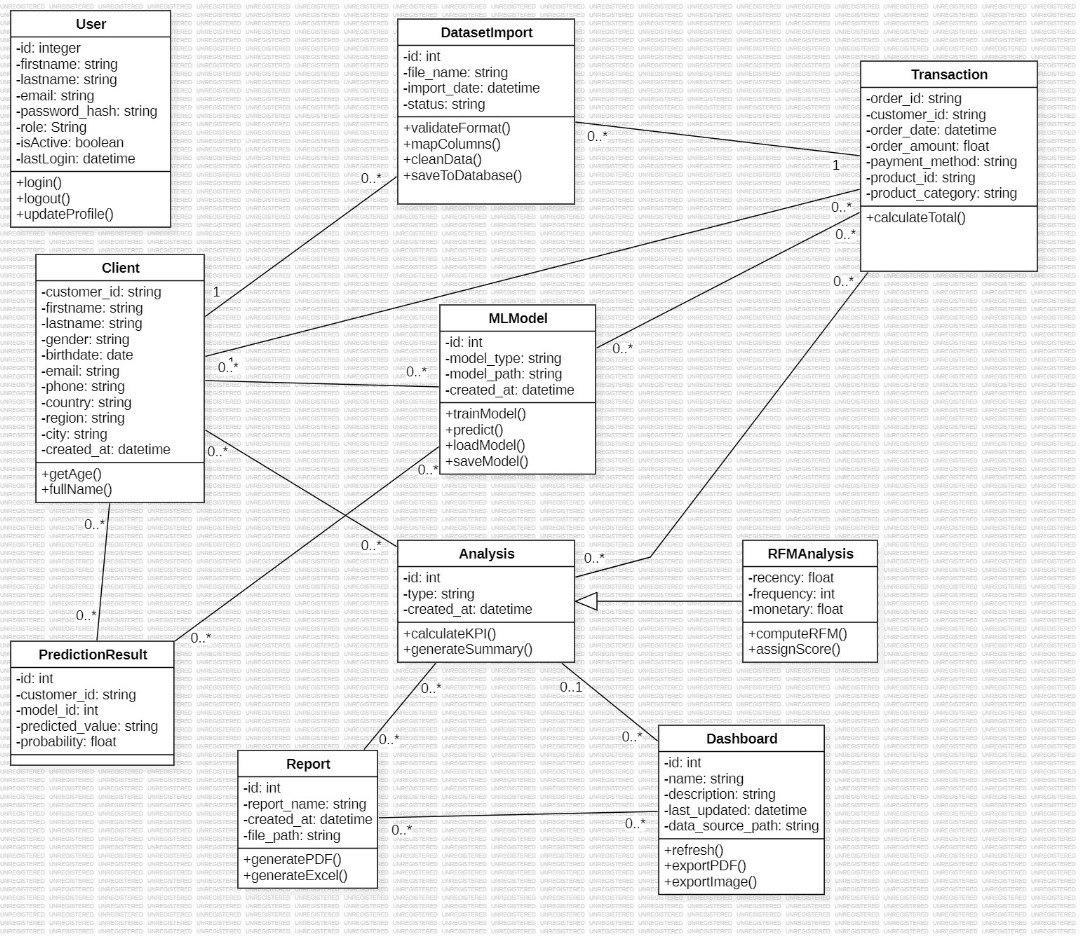 User
-id: integer
-firstname: string
-lastname: string
-email: string
-password_hash: string
-role: String
-isActive: boolean
-lastLogin: datetime
+login()
+logout()
+updateProfile()
DatasetImport
-id: int
-file_name: string
-import_date: datetime
-status: string
+validateFormat()
+mapColumns()
+cleanData()
+saveToDatabase()
0..*
0..*
Transaction
-order_id: string
-customer_id: string
-order_date: datetime
-order_amount: float
-payment_method: string
-product_id: string
-product_category: string
+calculateTotal()
1
0..*
0..*
0..*
Client
-customer_id: string
-firstname: string
-lastname: string
-gender: string
-birthdate: date
-email: string
-phone: string
-country: string
-region: string
-city: string
-created_at: datetime
+getAge()
+fullName()
1
1
0..*
0..*
0..*
MLModel
-id: int
-model_type: string
-model_path: string
-created_at: datetime
+trainModel()
+predict()
+loadModel()
+saveModel()
0..*
0..*
0..*
Analysis
-id: int
-type: string
-created_at: datetime
+calculateKPI()
+generateSummary()
0..*
0..*
0..*
0..1
RFMAnalysis
-recency: float
-frequency: int
-monetary: float
+computeRFM()
+assignScore()
PredictionResult
-id: int
-customer_id: string
-model_id: int
-predicted_value: string
-probability: float
0..*
0..*
Report
-id: int
-report_name: string
-created_at: datetime
-file_path: string
+generatePDF()
+generateExcel()
0..*
0..*
Dashboard
-id: int
-name: string
-description: string
-last_updated: datetime
-data_source_path: string
+refresh()
+exportPDF()
+exportImage()
0..*
0..*
UNREGISTERED